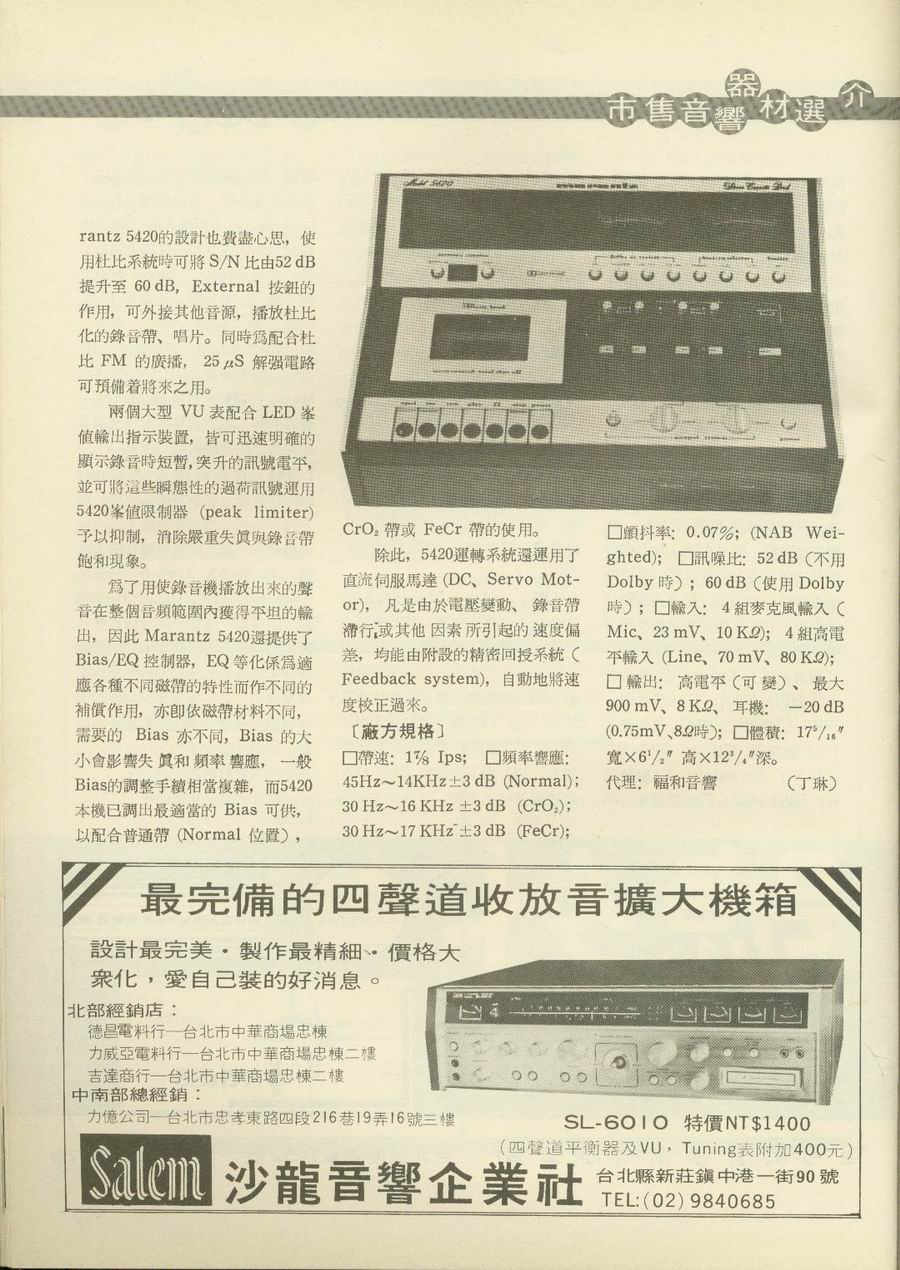 市售音響器材選介
rantz 5420的設計也費盡心思，使
用杜比系統時可將 S/N 比由52 dB
提升至 60 dB，External 按鈕的
作用，可外接其他音源，播放杜比
化的錄音帶、唱片。同時爲配合杜
比 FM 的廣播，25 μS 解强電路
可預備着將來之用。
兩個大型 VU 表配合 LED 峯
値輸出指示裝置，皆可迅速明確的
顯示錄音時短暫，突升的訊號電平，
並可將這些瞬態性的過荷訊號運用
5420峯値限制器 (peak limiter)
予以抑制，消除嚴重失眞與錄音帶
飽和現象。
爲了用使錄音機播放出來的聲
音在整個音頻範圍內獲得平坦的輸
出，因此 Marantz 5420還提供了
Bias/EQ 控制器，EQ 等化係爲適
應各種不同磁帶的特性而作不同的
補償作用，亦卽依磁帶材料不同，
需要的 Bias 亦不同，Bias 的大
小會影響失眞和頻率響應，一般
Bias的調整手續相當複雜，而5420
本機已調出最適當的 Bias 可供，
以配合普通帶 (Normal 位置)，
Model 5420
CrO₂ 帶或 FeCr 帶的使用。
除此，5420運轉系統還運用了
直流伺服馬達 (DC、Servo Mot-
or)，凡是由於電壓變動、錄音帶
滯行，或其他因素所引起的速度偏
差，均能由附設的精密回授系統（
Feedback system)，自動地將速
度校正過來。
〔廠方規格〕
□帶速：1⅞ Ips；□頻率響應：
45Hz～14KHz±3 dB (Normal)；
30 Hz～16 KHz ±3 dB (CrO₂)；
30 Hz～17 KHz ±3 dB (FeCr)；
□顫抖率：0.07％；(NAB Wei-
ghted)；□訊噪比：52 dB (不用
Dolby 時)；60 dB (使用 Dolby
時)；□輸入：4 組麥克風輸入（
Mic、23 mV、10 KΩ)；4 組高電
平輸入 (Line、70 mV、80 KΩ)；
□輸出：高電平（可變）、最大
900 mV、8 KΩ、耳機：－20 dB
(0.75mV、8Ω時)；□體積：17⁵/₁₆″
寬×6¹/₂″ 高×12³/₄″深。
代理：福和音響 （丁琳）
最完備的四聲道收放音擴大機箱
設計最完美·製作最精細·價格大
衆化，愛自己裝的好消息。
北部經銷店：
德昌電料行—台北市中華商場忠棟
力威亞電料行—台北市中華商場忠棟二樓
吉達商行—台北市中華商場忠棟二樓
中南部總經銷：
力億公司—台北市忠孝東路四段216巷19弄16號三樓
SL-6010 特價NT$1400
(四聲道平衡器及VU，Tuning表附加400元)
Salem 沙龍音響企業社
台北縣新莊鎭中港一街90號
TEL:(02) 9840685